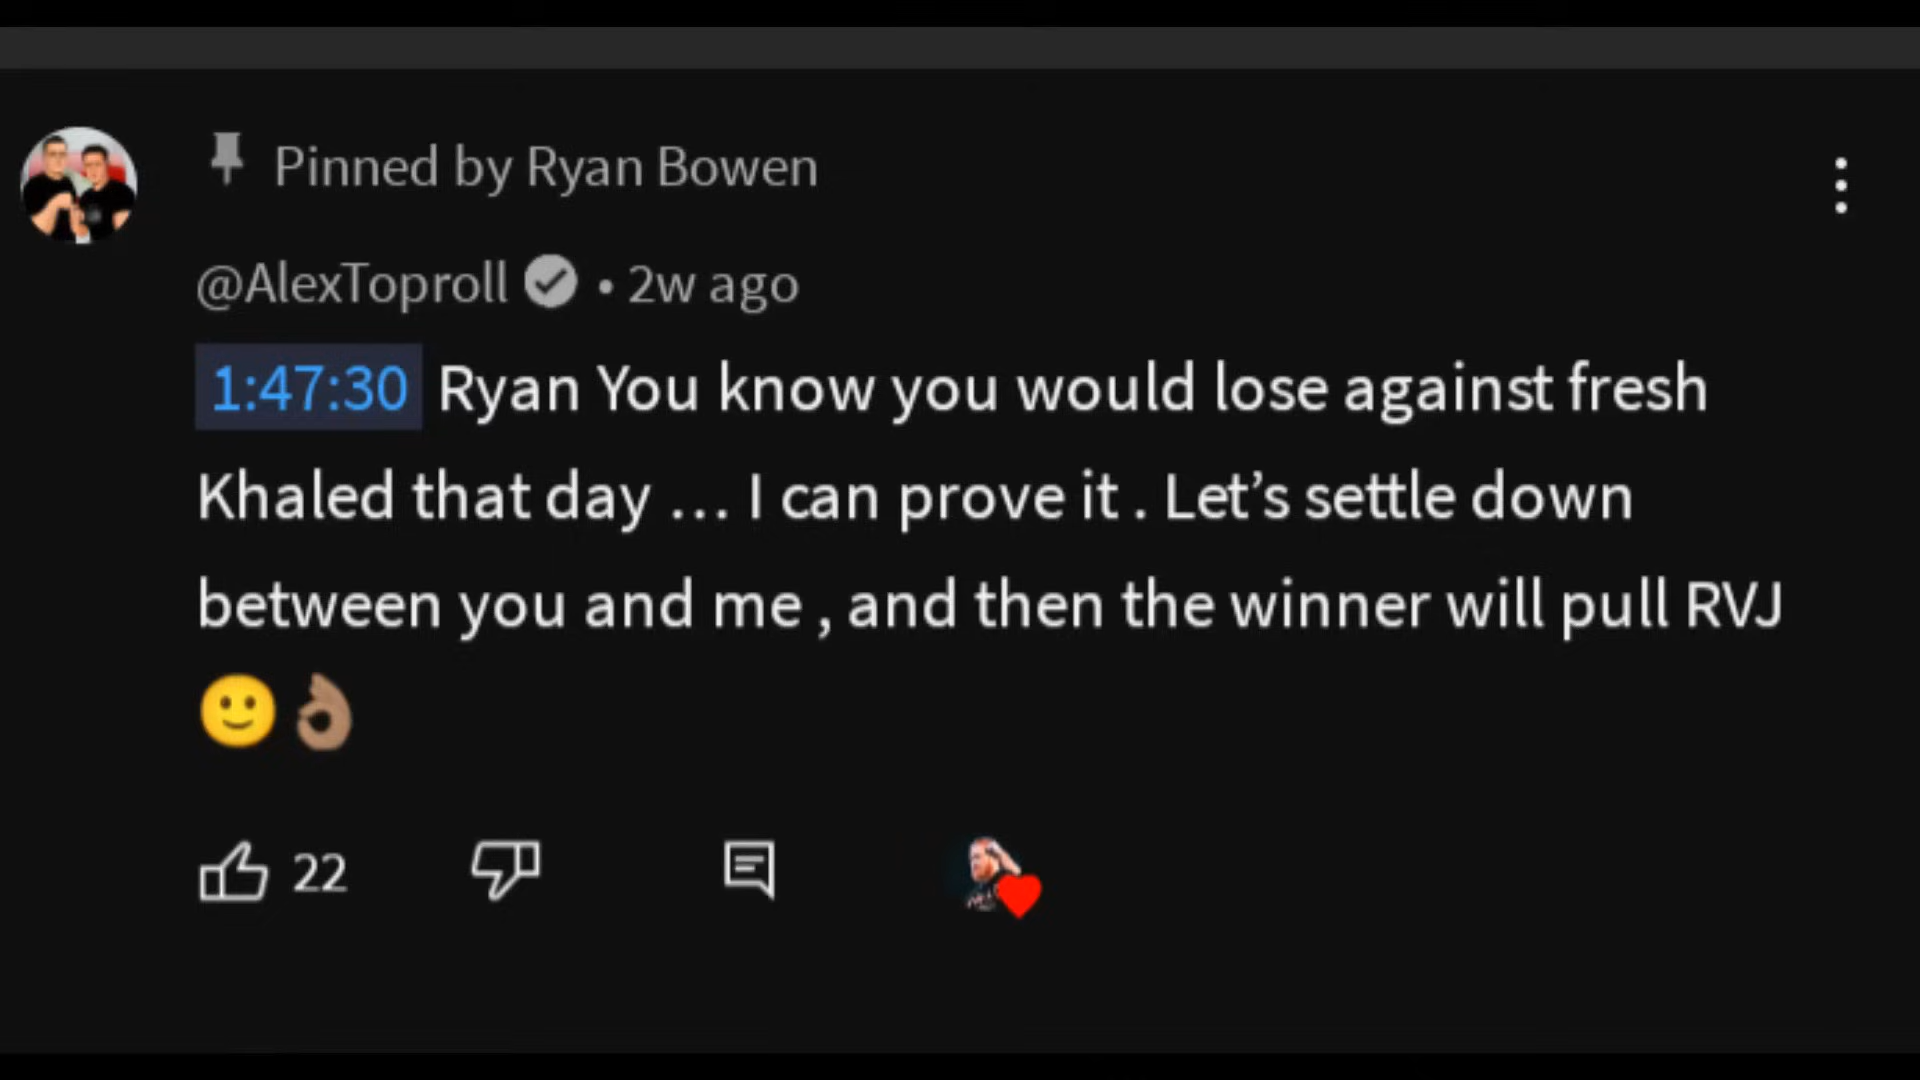 Pinned by Ryan Bowen
@AlexToproll • 2w ago
1:47:30 Ryan You know you would lose against fresh
Khaled that day … I can prove it . Let’s settle down
between you and me , and then the winner will pull RVJ
🙂👌🏽
22